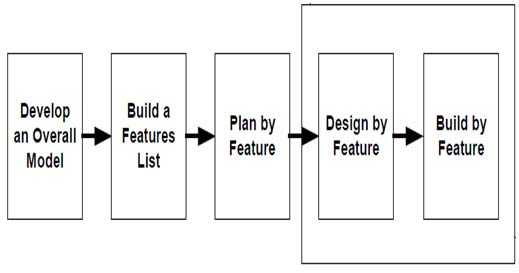 Develop
an Overall
Model
Build a
Features
List
Plan by
Feature
Design by
Feature
Build by
Feature